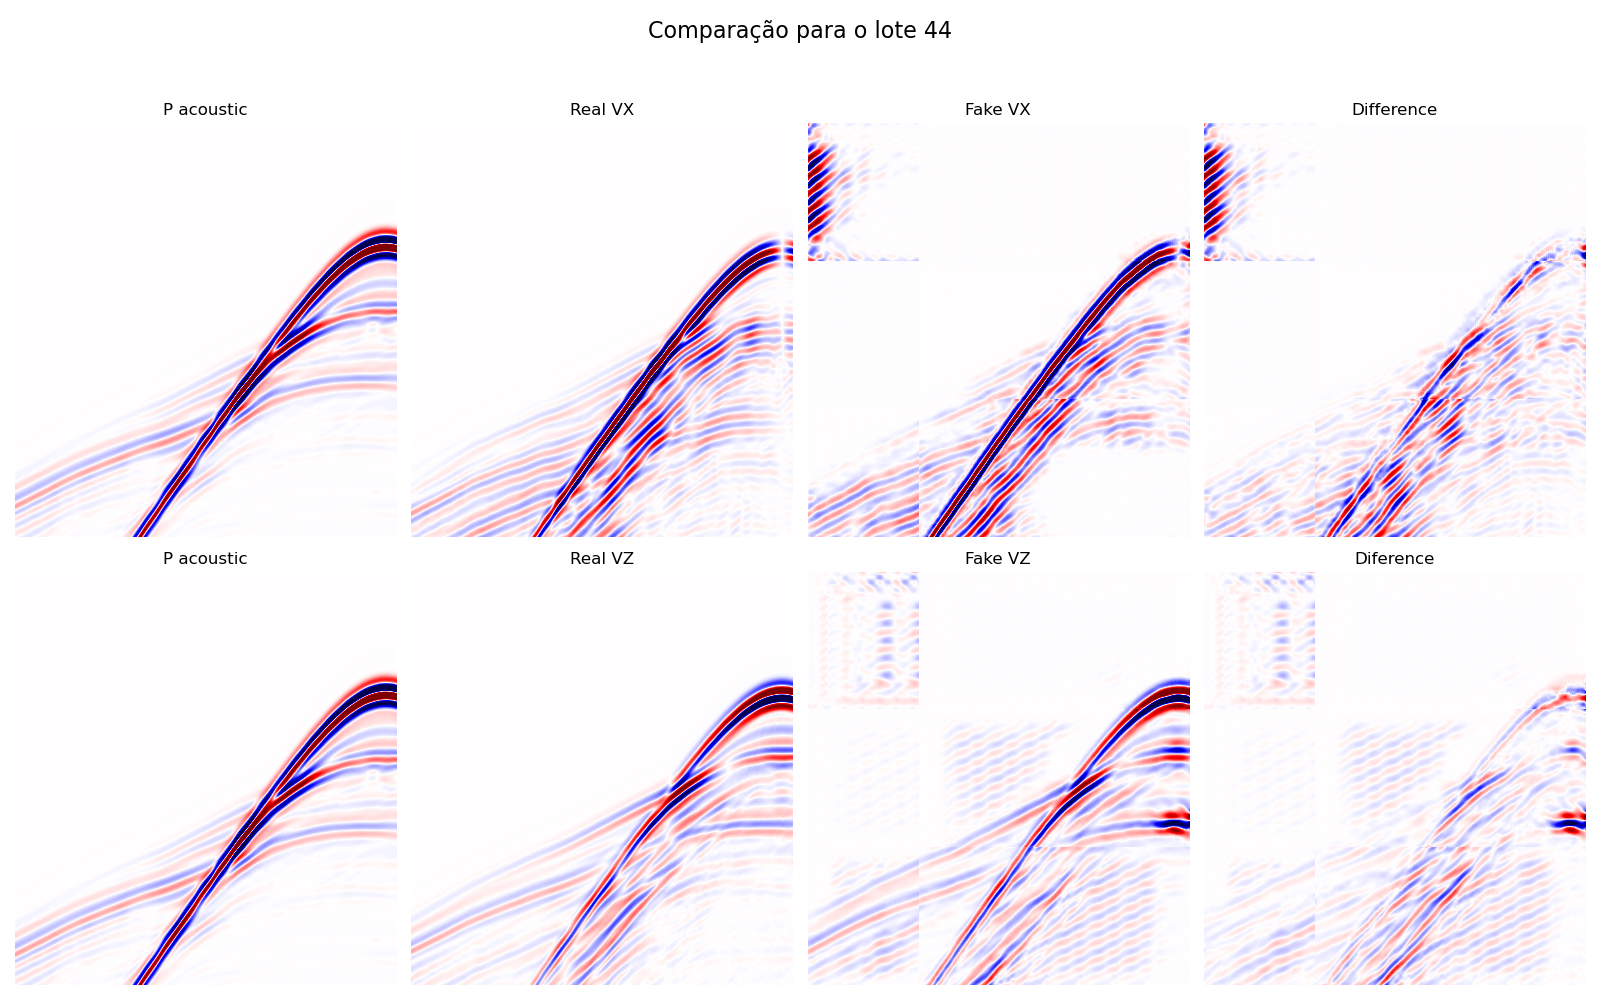 Comparação para o lote 44
P acoustic
Real VX
Fake VX
Difference
P acoustic
Real VZ
Fake VZ
Diference